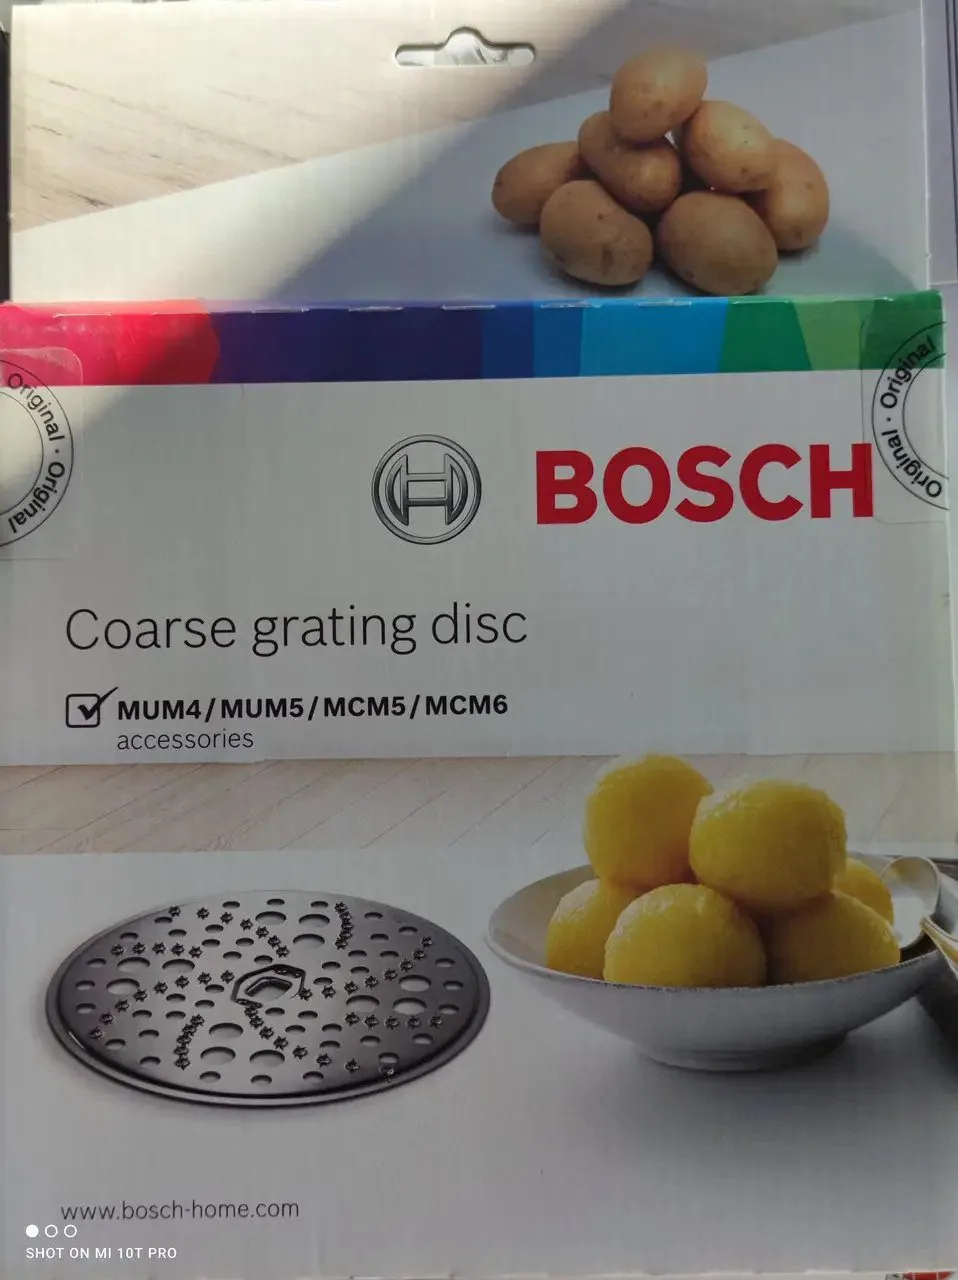 Original · Original
Original · Original
BOSCH
Coarse grating disc
MUM4/MUM5/MCM5/MCM6
accessories
www.bosch-home.com
SHOT ON MI 10T PRO